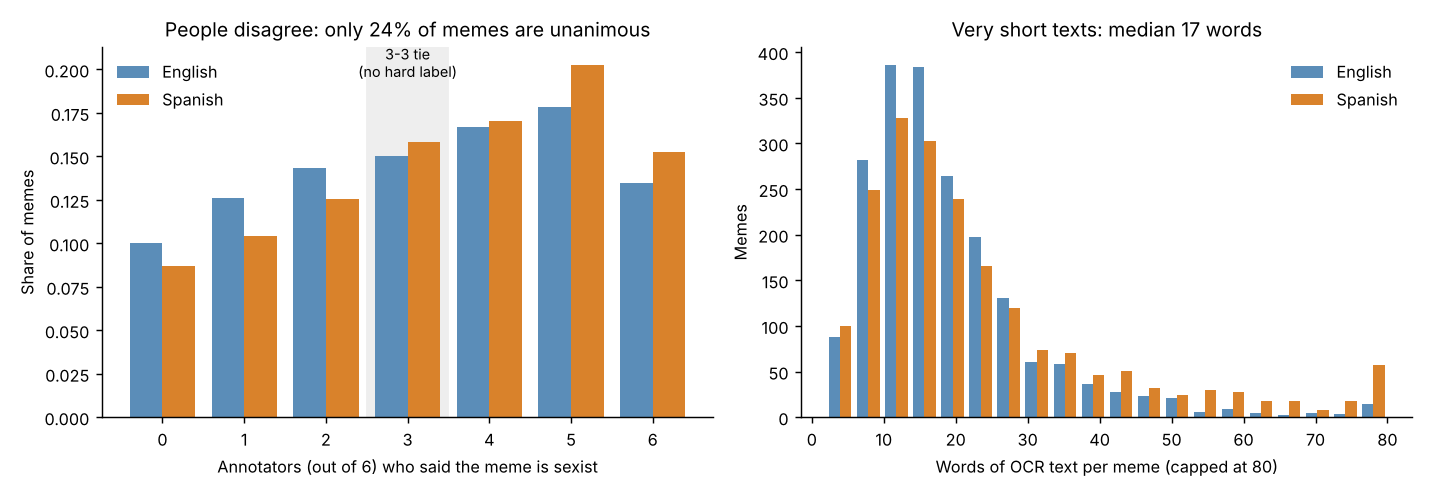 People disagree: only 24% of memes are unanimous
3-3 tie
(no hard label)
English
Spanish
Share of memes
0.200
0.175
0.150
0.125
0.100
0.075
0.050
0.025
0.000
0 1 2 3 4 5 6
Annotators (out of 6) who said the meme is sexist
Very short texts: median 17 words
English
Spanish
Memes
400
350
300
250
200
150
100
50
0
0 10 20 30 40 50 60 70 80
Words of OCR text per meme (capped at 80)